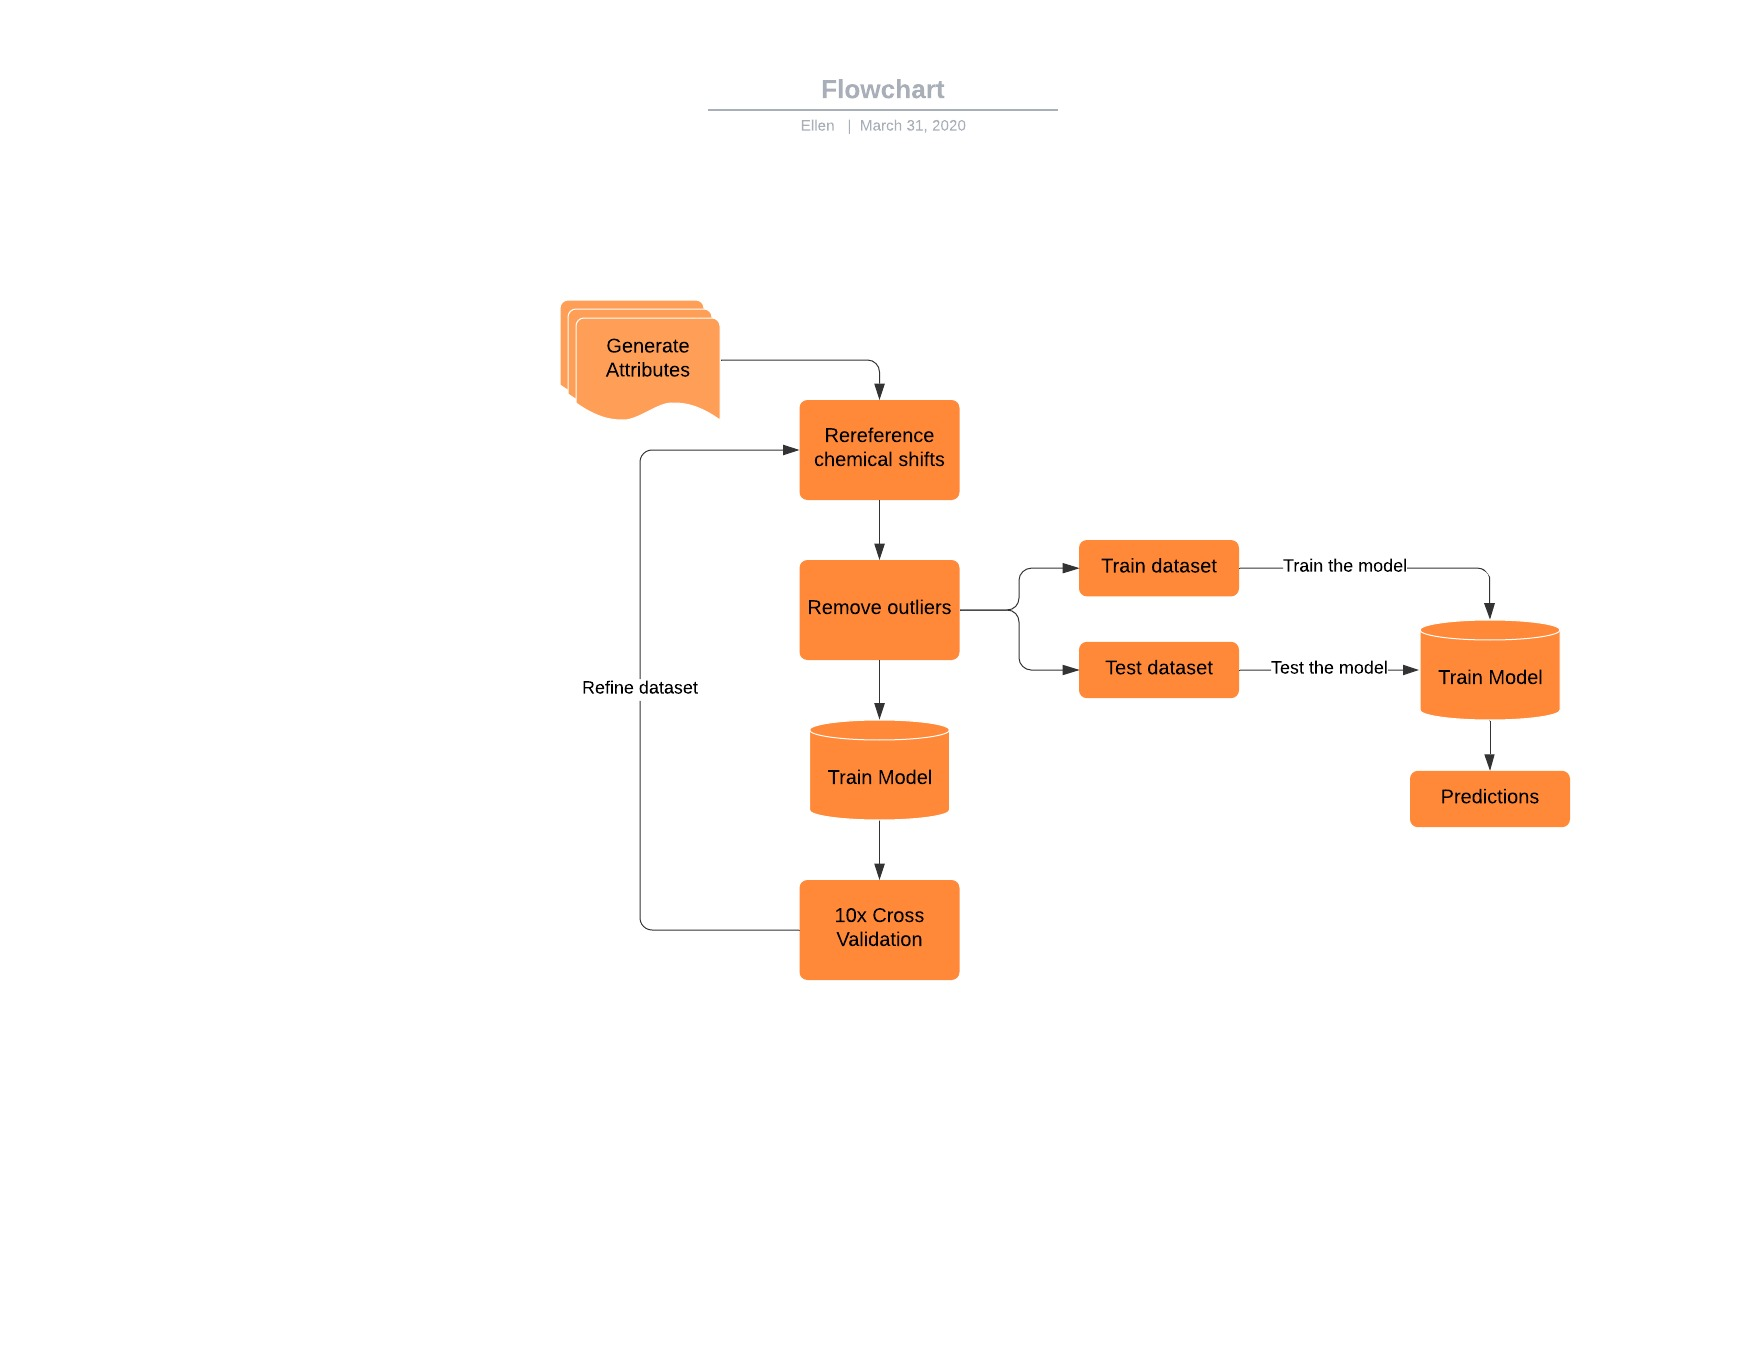 Flowchart
Ellen | March 31, 2020
Generate
Attributes
Rereference
chemical shifts
Remove outliers
Train dataset
Train the model
Test dataset
Test the model
Train Model
Predictions
Refine dataset
Train Model
10x Cross
Validation